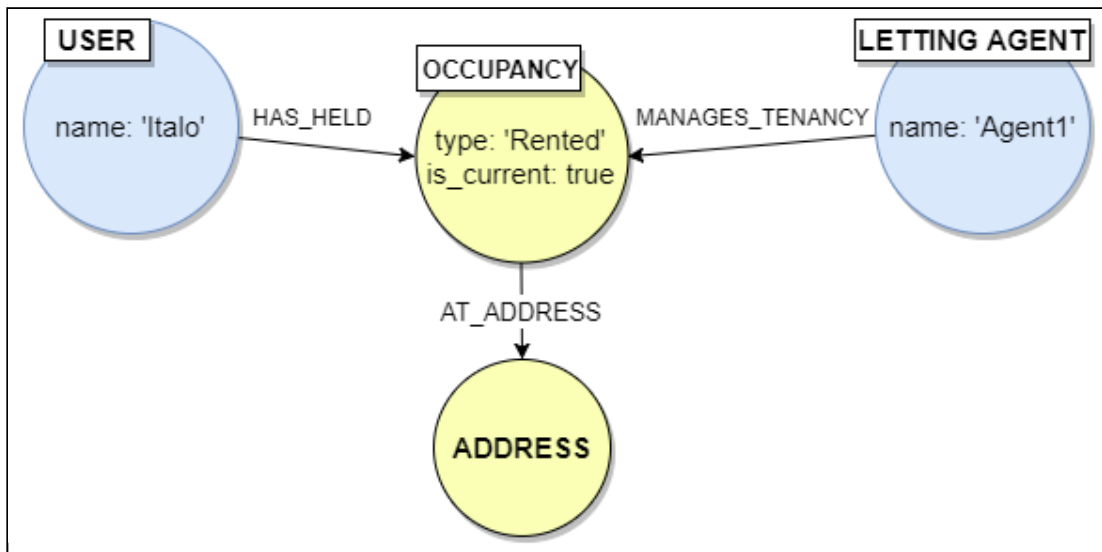 USER
name: 'Italo'
HAS_HELD
OCCUPANCY
type: 'Rented'
is_current: true
MANAGES_TENANCY
LETTING AGENT
name: 'Agent1'
AT_ADDRESS
ADDRESS